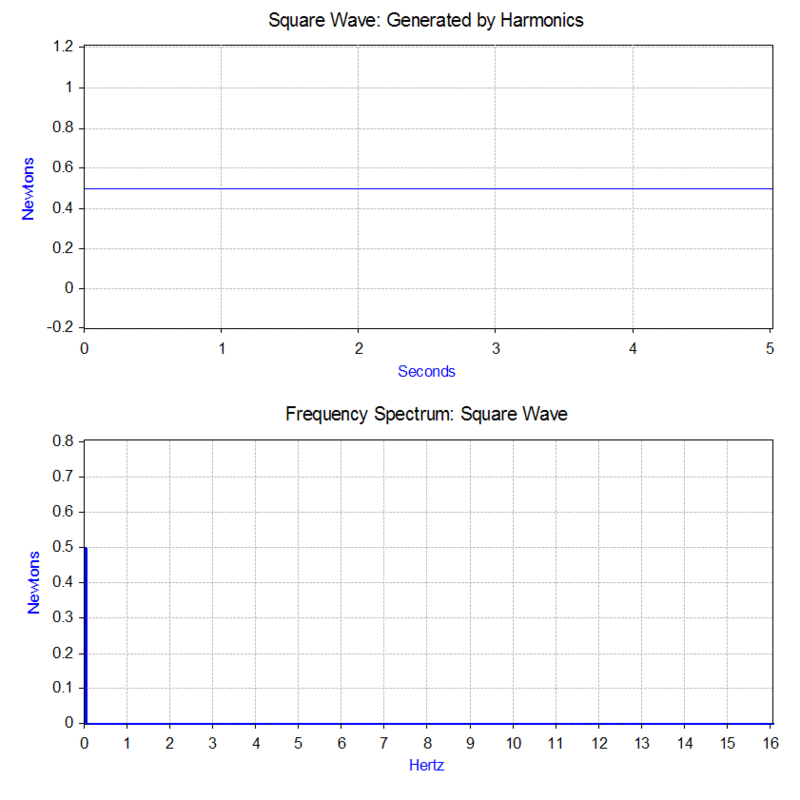 Square Wave: Generated by Harmonics
1.2
1
0.8
0.6
0.4
0.2
0
-0.2
Newtons
0 1 2 3 4 5
Seconds
Frequency Spectrum: Square Wave
0.8
0.7
0.6
0.5
0.4
0.3
0.2
0.1
0
Newtons
0 1 2 3 4 5 6 7 8 9 10 11 12 13 14 15 16
Hertz